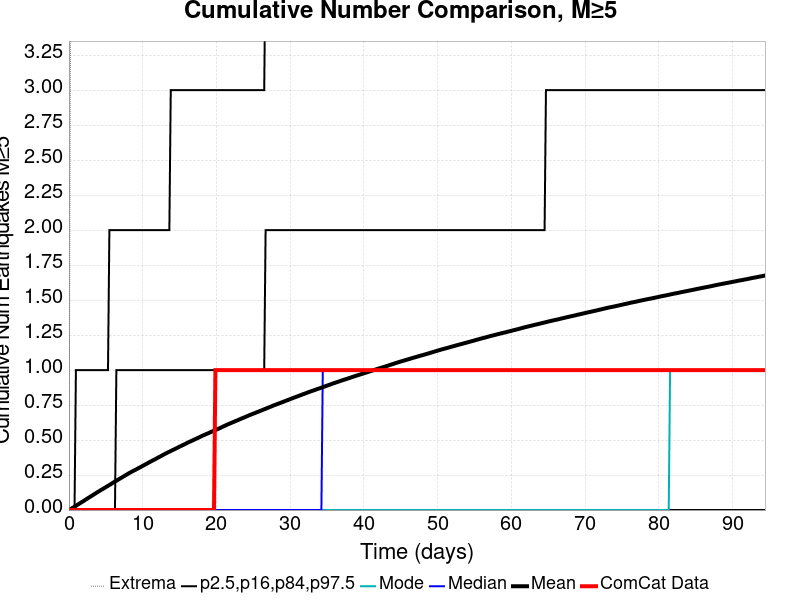 Cumulative Number Comparison, M≥5
Cumulative Num Earthquakes M≥5
3.25
3.00
2.75
2.50
2.25
2.00
1.75
1.50
1.25
1.00
0.75
0.50
0.25
0.00
0 10 20 30 40 50 60 70 80 90
Time (days)
Extrema p2.5,p16,p84,p97.5 Mode Median Mean ComCat Data